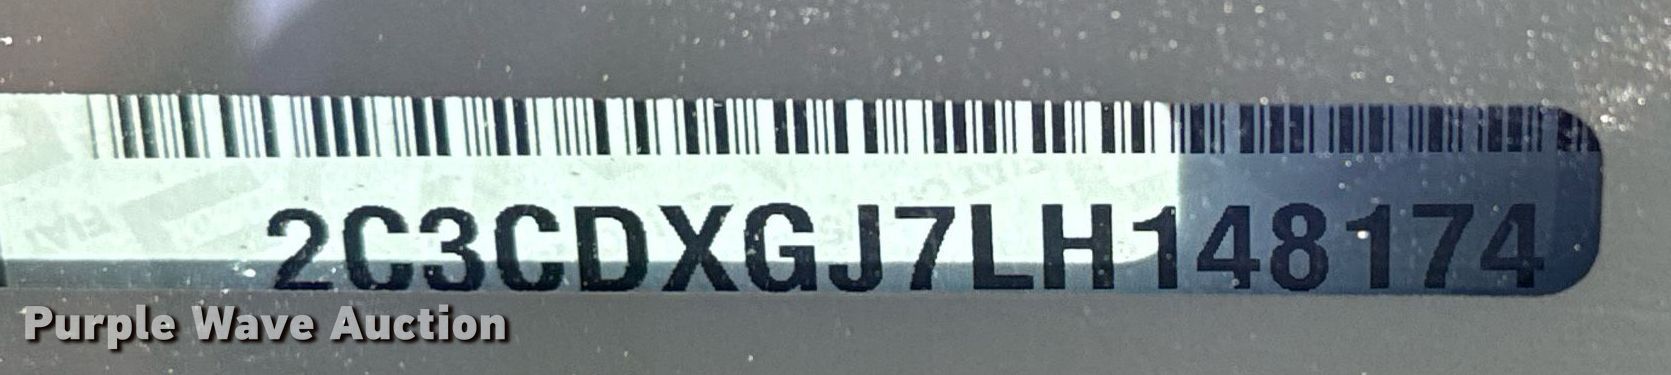 2C3CDXGJ7LH148174
Purple Wave Auction